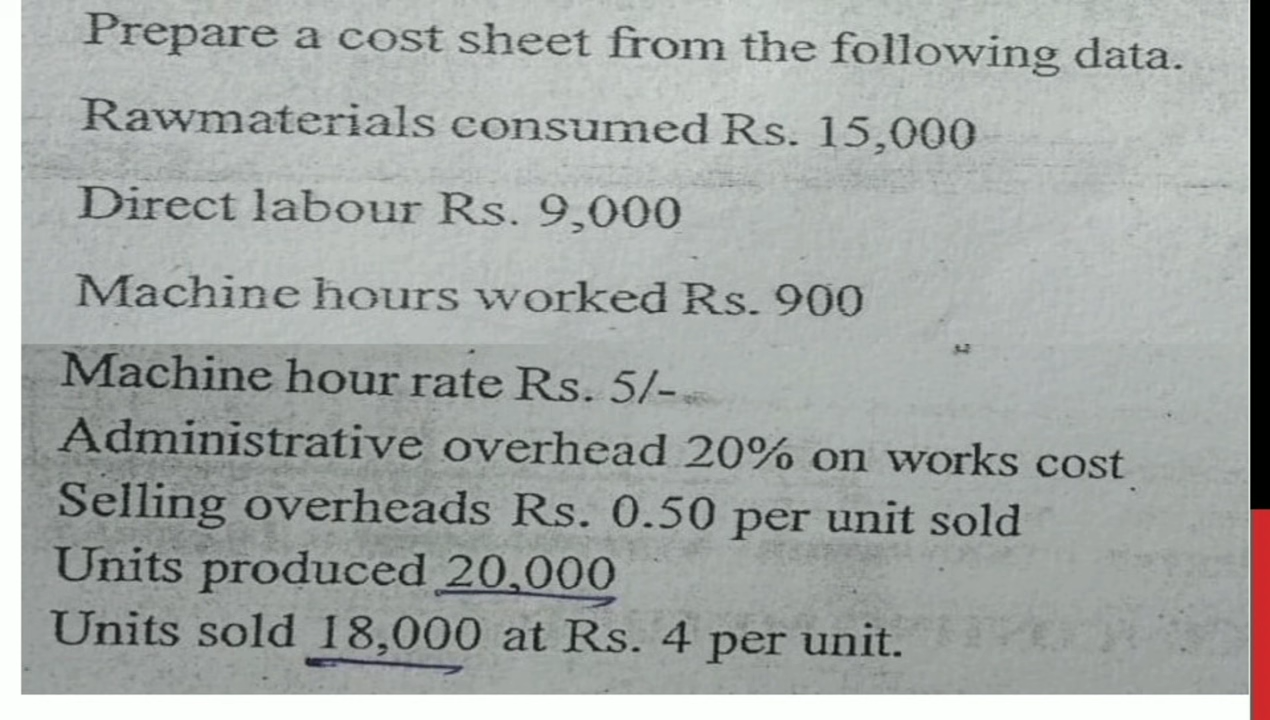 Prepare a cost sheet from the following data.
Rawmaterials consumed Rs. 15,000
Direct labour Rs. 9,000
Machine hours worked Rs. 900
Machine hour rate Rs. 5/-
Administrative overhead 20% on works cost
Selling overheads Rs. 0.50 per unit sold
Units produced 20,000
Units sold 18,000 at Rs. 4 per unit.